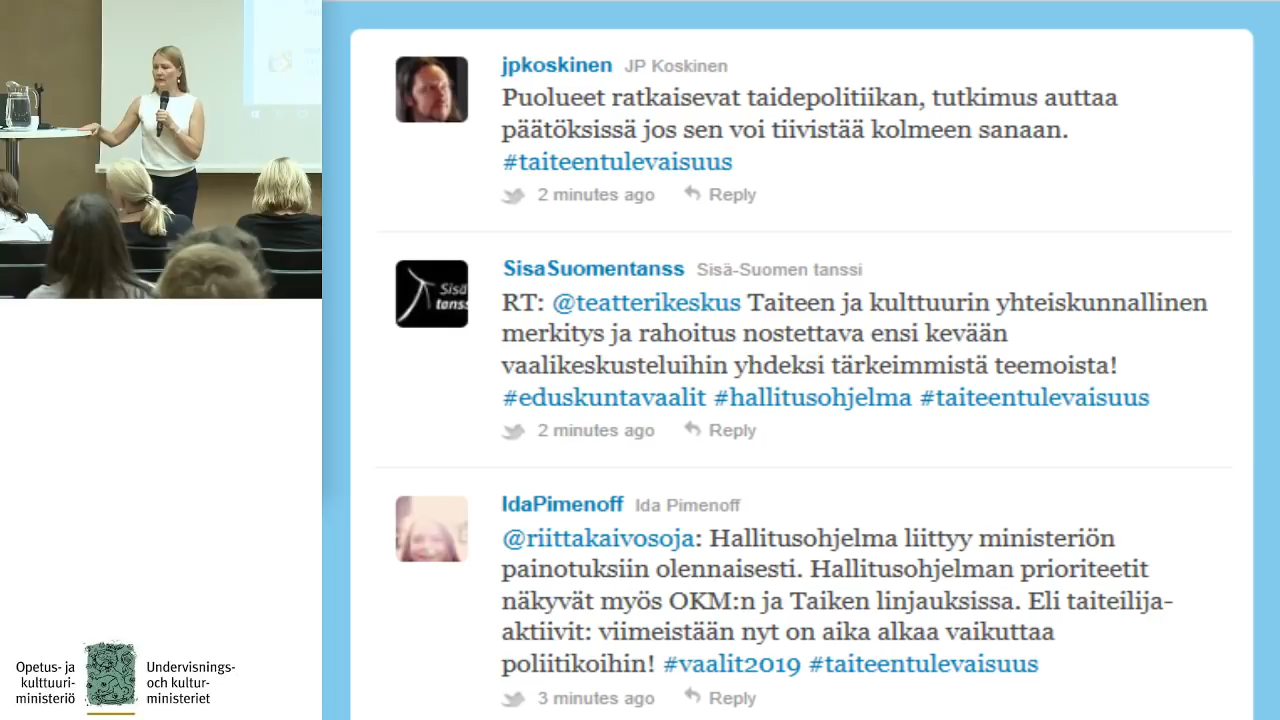 jpkoskinen JP Koskinen
Puolueet ratkaisevat taidepolitiikan, tutkimus auttaa
päätöksissä jos sen voi tiivistää kolmeen sanaan.
#taiteentulevaisuus
2 minutes ago Reply
SisaSuomentanss Sisä-Suomen tanssi
Sisä
tanss
RT: @teatterikeskus Taiteen ja kulttuurin yhteiskunnallinen
merkitys ja rahoitus nostettava ensi kevään
vaalikeskusteluihin yhdeksi tärkeimmistä teemoista!
#eduskuntavaalit #hallitusohjelma #taiteentulevaisuus
2 minutes ago Reply
IdaPimenoff Ida Pimenoff
@riittakaivosoja: Hallitusohjelma liittyy ministeriön
painotuksiin olennaisesti. Hallitusohjelman prioriteetit
näkyvät myös OKM:n ja Taiken linjauksissa. Eli taiteilija-
aktiivit: viimeistään nyt on aika alkaa vaikuttaa
poliitikoihin! #vaalit2019 #taiteentulevaisuus
3 minutes ago Reply
Opetus- ja
kulttuuri-
ministeriö
Undervisnings-
och kultur-
ministeriet